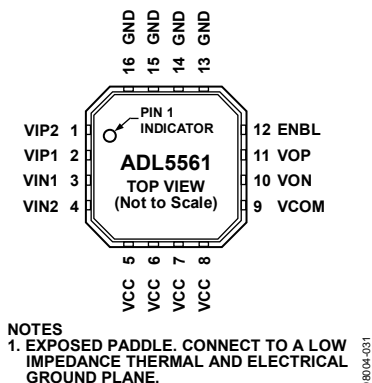 16 GND
15 GND
14 GND
13 GND
PIN 1
INDICATOR
VIP2 1
VIP1 2
VIN1 3
VIN2 4
ADL5561
TOP VIEW
(Not to Scale)
12 ENBL
11 VOP
10 VON
9 VCOM
VCC 5
VCC 6
VCC 7
VCC 8
NOTES
1. EXPOSED PADDLE. CONNECT TO A LOW
IMPEDANCE THERMAL AND ELECTRICAL
GROUND PLANE.
8004-031